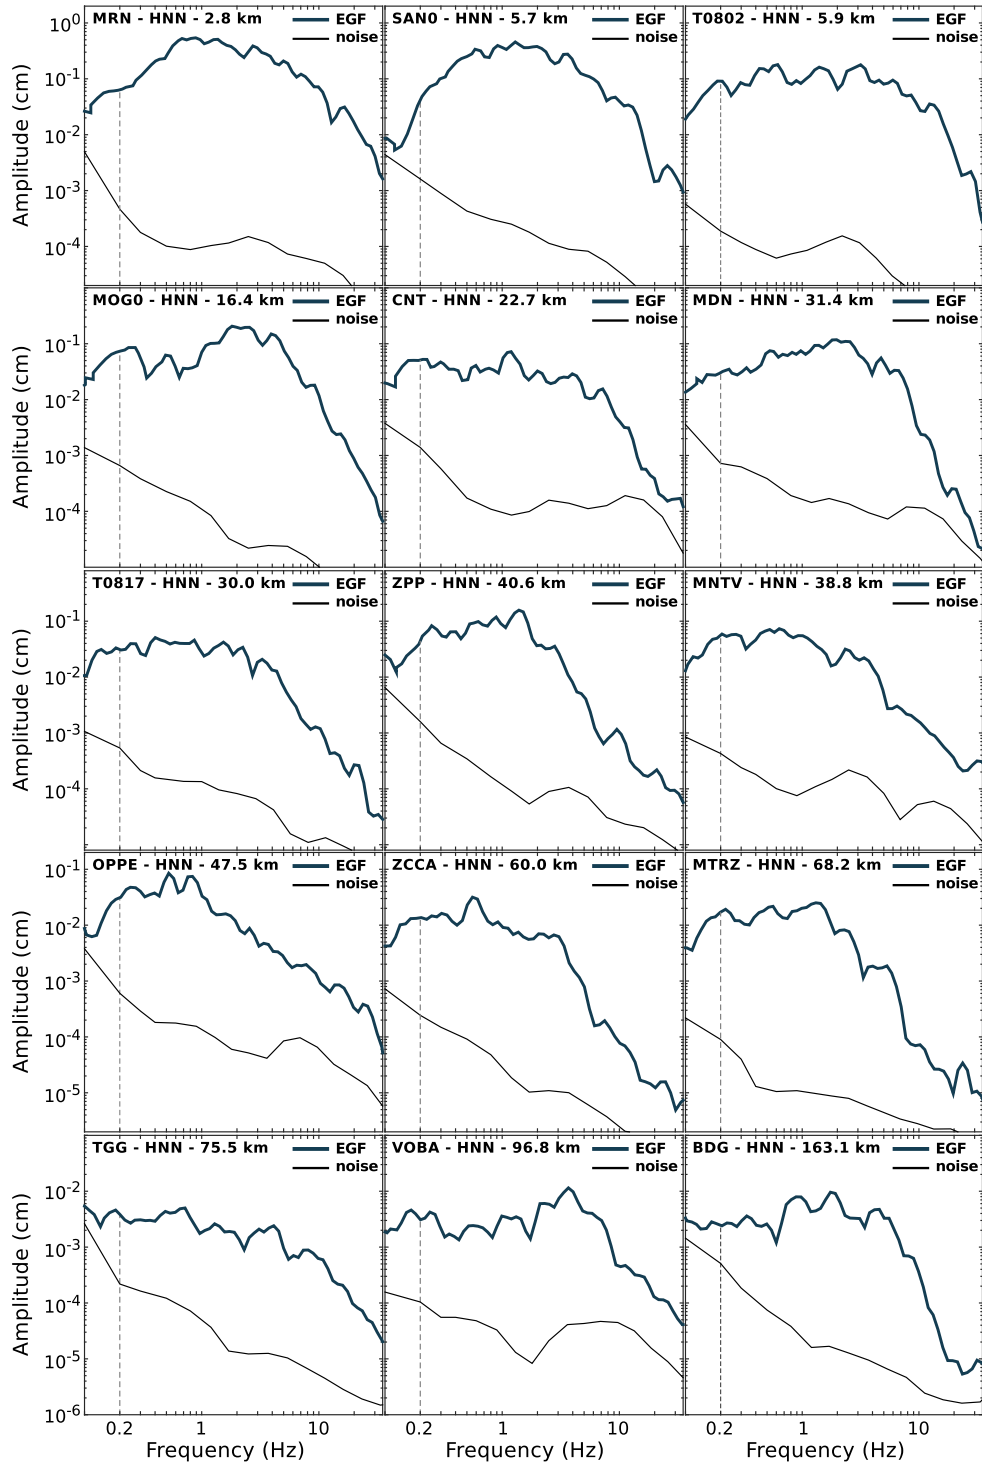 MRN - HNN - 2.8 km EGF noise
SAN0 - HNN - 5.7 km EGF noise
T0802 - HNN - 5.9 km EGF noise
10^0
10^-1
10^-2
10^-3
10^-4
Amplitude (cm)
MOG0 - HNN - 16.4 km EGF noise
CNT - HNN - 22.7 km EGF noise
MDN - HNN - 31.4 km EGF noise
10^-1
10^-2
10^-3
10^-4
Amplitude (cm)
T0817 - HNN - 30.0 km EGF noise
ZPP - HNN - 40.6 km EGF noise
MNTV - HNN - 38.8 km EGF noise
10^-1
10^-2
10^-3
10^-4
Amplitude (cm)
OPPE - HNN - 47.5 km EGF noise
ZCCA - HNN - 60.0 km EGF noise
MTRZ - HNN - 68.2 km EGF noise
10^-1
10^-2
10^-3
10^-4
10^-5
Amplitude (cm)
TGG - HNN - 75.5 km EGF noise
VOBA - HNN - 96.8 km EGF noise
BDG - HNN - 163.1 km EGF noise
10^-2
10^-3
10^-4
10^-5
10^-6
Amplitude (cm)
0.2 1 10 0.2 1 10 0.2 1 10
Frequency (Hz) Frequency (Hz) Frequency (Hz)